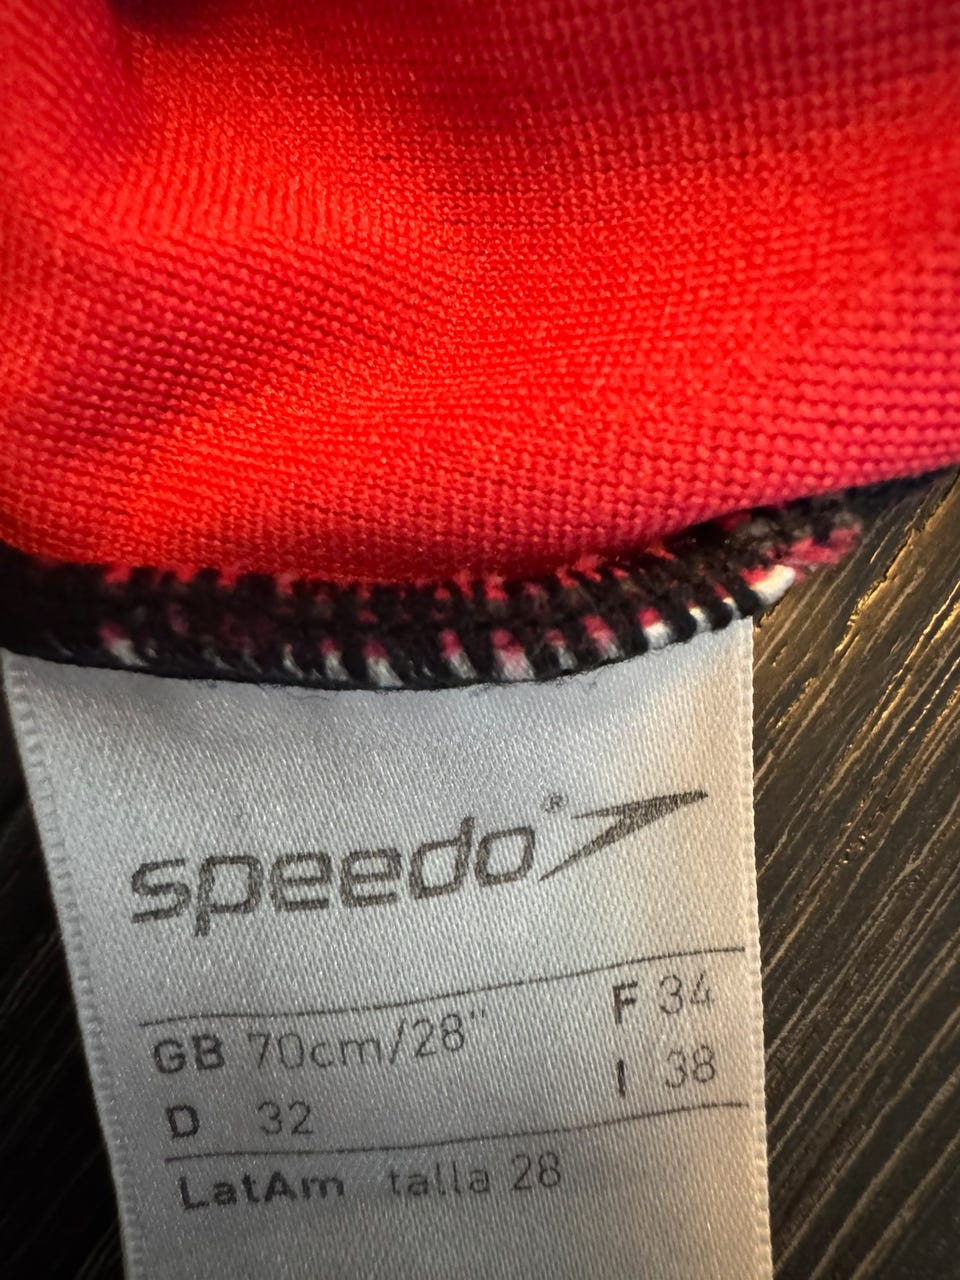 speedo®
GB 70cm/28" F 34
D 32 I 38
LatAm talla 28